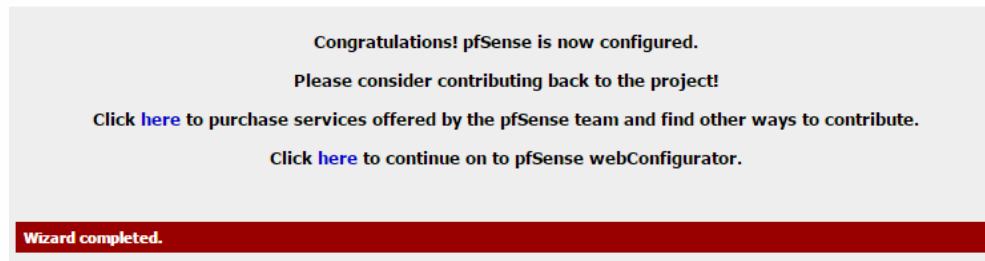 Congratulations! pfSense is now configured.
Please consider contributing back to the project!
Click here to purchase services offered by the pfSense team and find other ways to contribute.
Click here to continue on to pfSense webConfigurator.
Wizard completed.